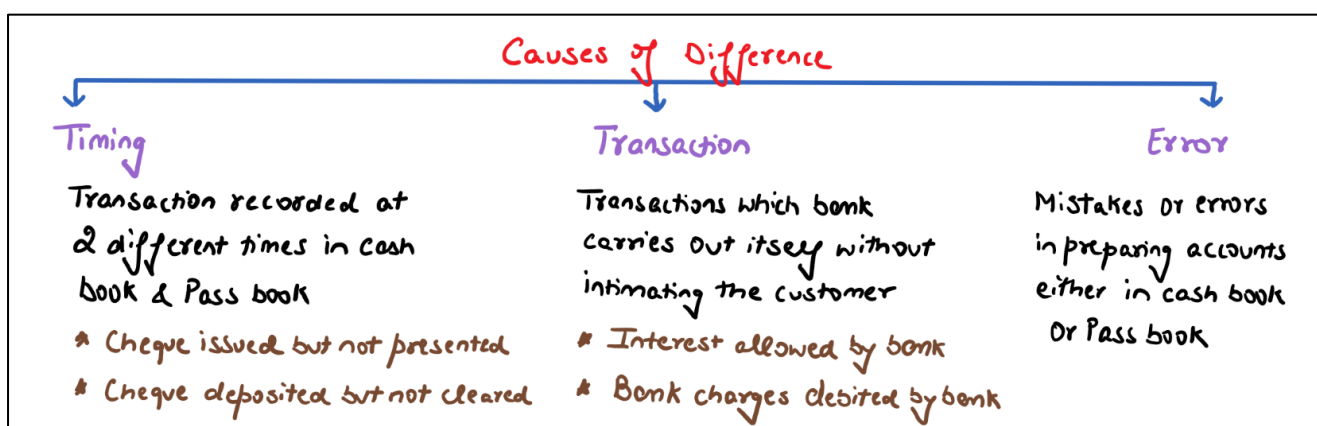 Causes of Difference
Timing
Transaction recorded at
2 different times in cash
book & Pass book
* Cheque issued but not presented
* Cheque deposited but not cleared
Transaction
Transactions which bank
carries out itself without
intimating the customer
* Interest allowed by bank
* Bank charges debited by bank
Error
Mistakes or errors
in preparing accounts
either in cash book
or Pass book